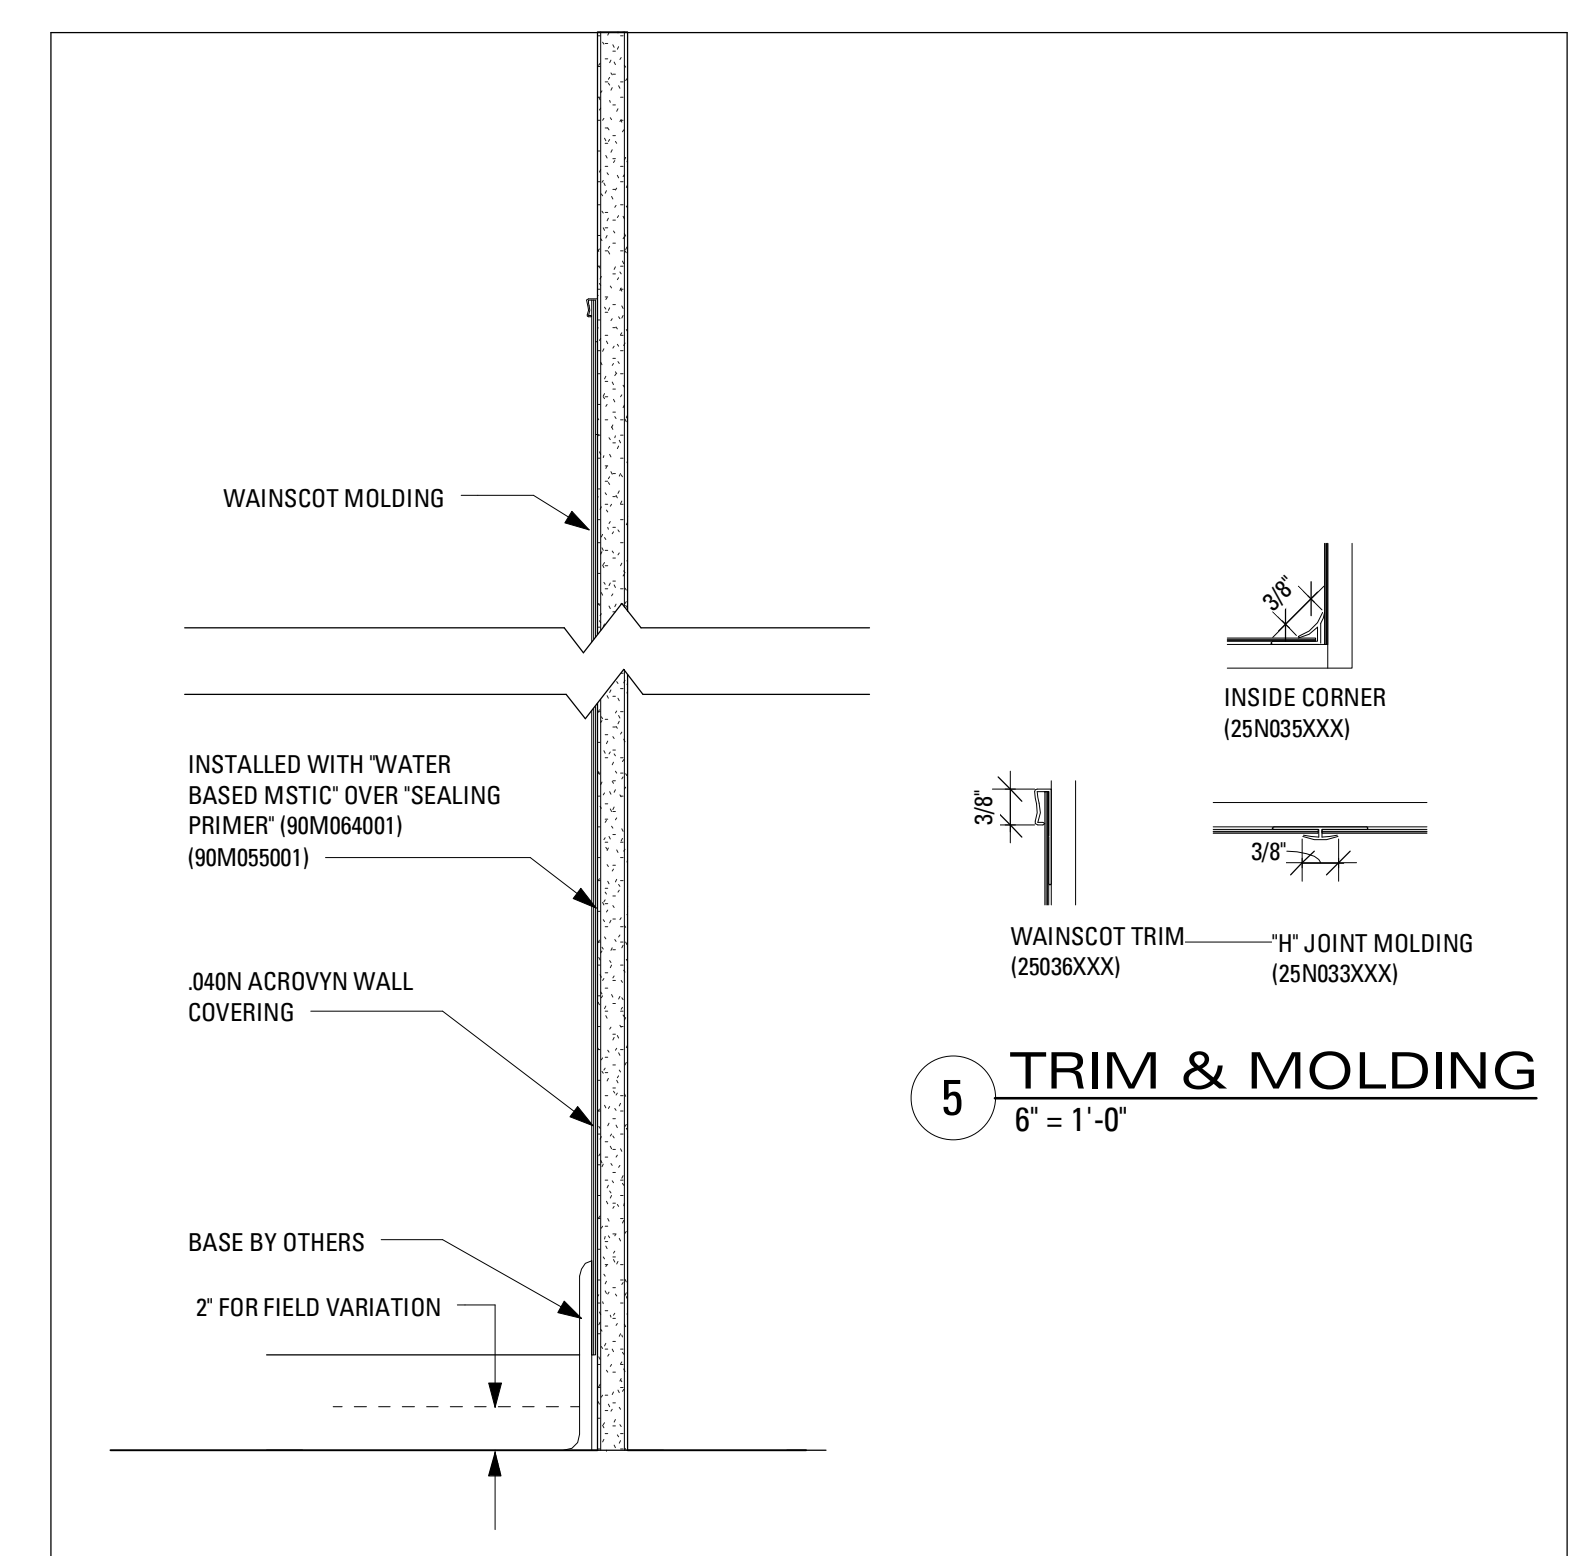 WAINSCOT MOLDING
INSTALLED WITH "WATER
BASED MSTIC" OVER "SEALING
PRIMER" (90M064001)
(90M055001)
.040N ACROVYN WALL
COVERING
BASE BY OTHERS
2" FOR FIELD VARIATION
3/8"
INSIDE CORNER
(25N035XXX)
3/8"
WAINSCOT TRIM
(25036XXX)
3/8"
"H" JOINT MOLDING
(25N033XXX)
5
TRIM & MOLDING
6" = 1'-0"